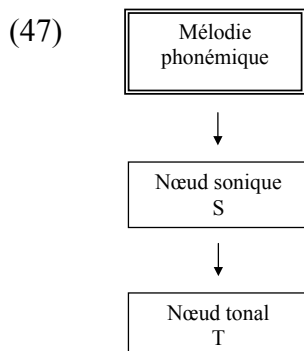 (47)
Mélodie
phonémique
Nœud sonique
S
Nœud tonal
T